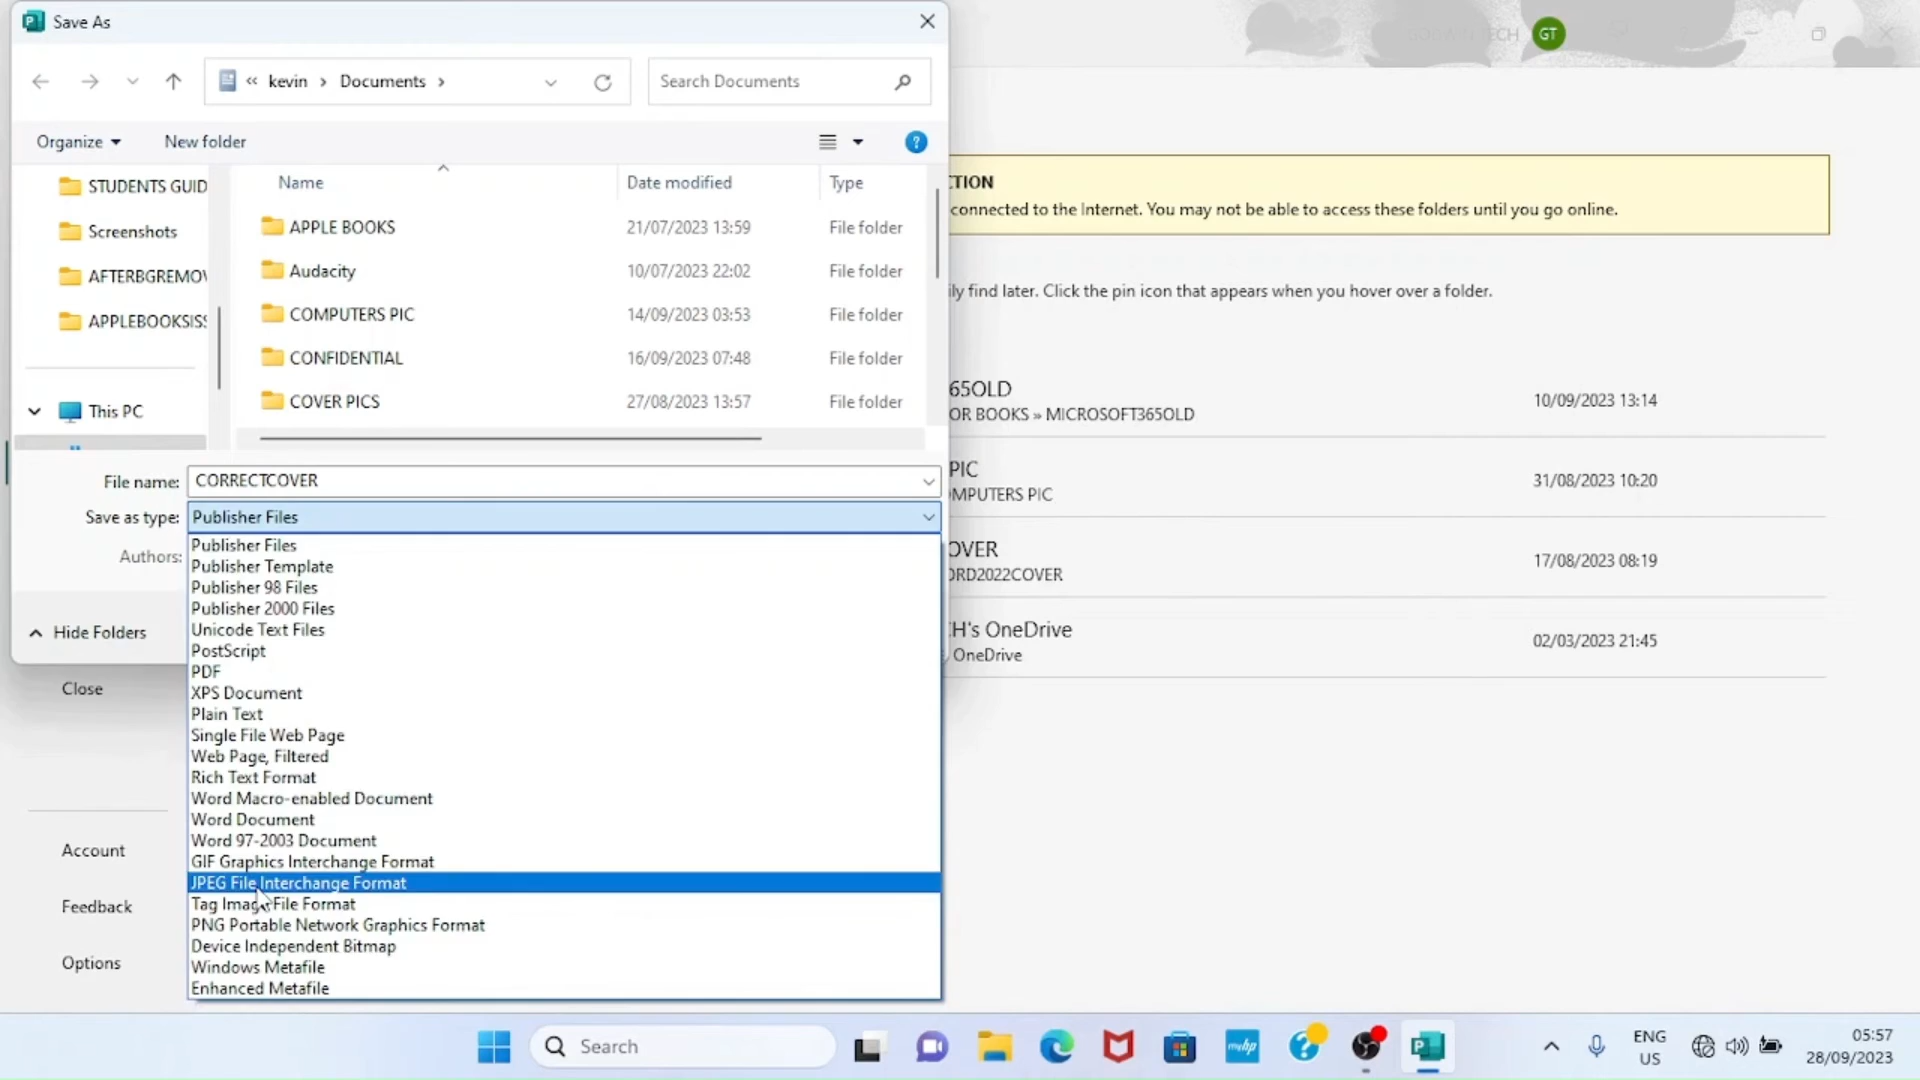 Save As
GODWIN TECH GT
« kevin › Documents ›
Search Documents
Organize
New folder
?
Name Date modified Type
STUDENTS GUID
Screenshots
AFTERBGREMOV
APPLEBOOKSIS
This PC
APPLE BOOKS 21/07/2023 13:59 File folder
Audacity 10/07/2023 22:02 File folder
COMPUTERS PIC 14/09/2023 03:53 File folder
CONFIDENTIAL 16/09/2023 07:48 File folder
COVER PICS 27/08/2023 13:57 File folder
CTION
connected to the Internet. You may not be able to access these folders until you go online.
ily find later. Click the pin icon that appears when you hover over a folder.
65OLD
OR BOOKS » MICROSOFT365OLD
10/09/2023 13:14
PIC
OMPUTERS PIC
31/08/2023 10:20
OVER
ORD2022COVER
17/08/2023 08:19
CH's OneDrive
OneDrive
02/03/2023 21:45
File name: CORRECTCOVER
Save as type: Publisher Files
Authors:
Publisher Files
Publisher Template
Publisher 98 Files
Publisher 2000 Files
Unicode Text Files
PostScript
PDF
XPS Document
Plain Text
Single File Web Page
Web Page, Filtered
Rich Text Format
Word Macro-enabled Document
Word Document
Word 97-2003 Document
GIF Graphics Interchange Format
JPEG File Interchange Format
Tag Image File Format
PNG Portable Network Graphics Format
Device Independent Bitmap
Windows Metafile
Enhanced Metafile
Hide Folders
Close
Account
Feedback
Options
Search
myhp
ENG
US
05:57
28/09/2023